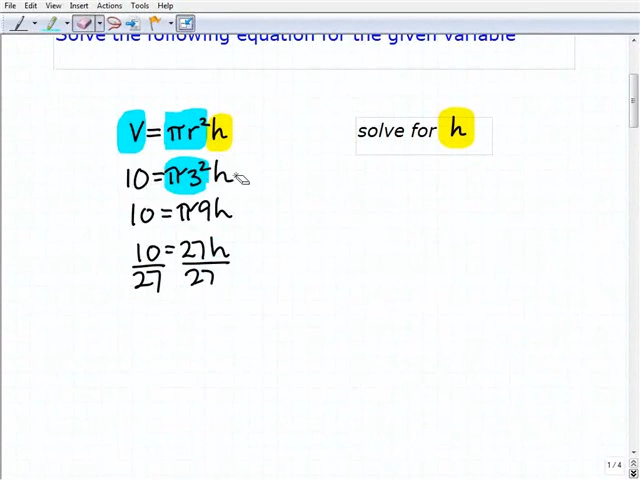 File Edit View Insert Actions Tools Help
Solve the following equation for the given variable
V = πr²h
solve for h
10 = π3²h
10 = π9h
10 = 27h
27 27
1 / 4